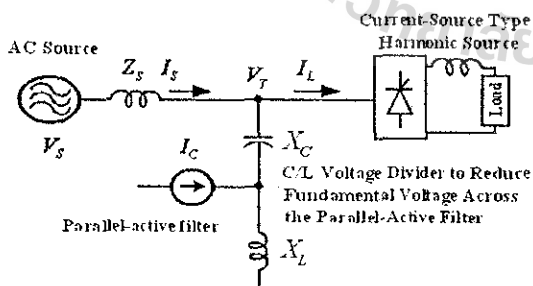 Current-Source Type
Harmonic Source
AC Source
Z_S I_S V_T I_L
Load
V_S
I_C
X_C
C/L Voltage Divider to Reduce
Fundamental Voltage Across
the Parallel-Active Filter
Parallel-active filter
X_L